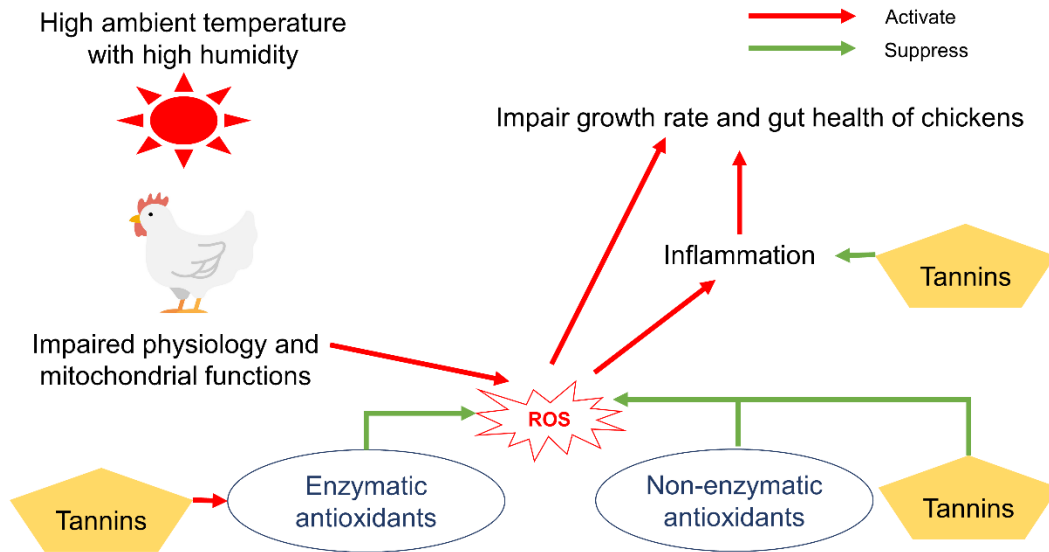 High ambient temperature
with high humidity
Activate
Suppress
Impair growth rate and gut health of chickens
Inflammation
Tannins
Impaired physiology and
mitochondrial functions
ROS
Tannins
Enzymatic
antioxidants
Non-enzymatic
antioxidants
Tannins